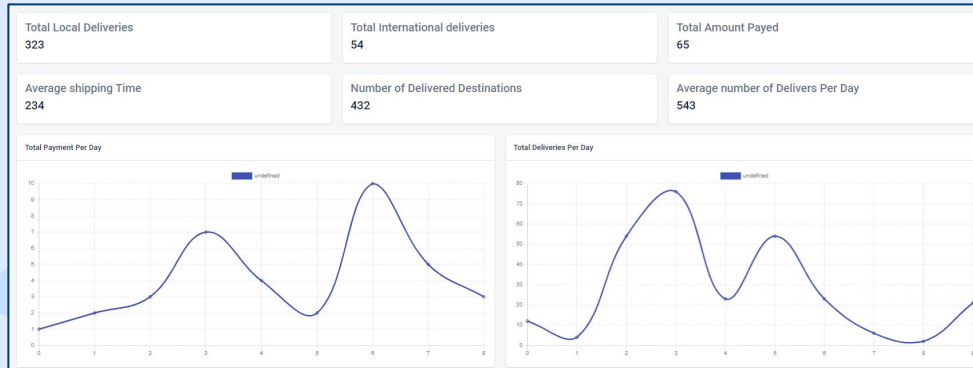 Total Local Deliveries
323
Total International deliveries
54
Total Amount Payed
65
Average shipping Time
234
Number of Delivered Destinations
432
Average number of Delivers Per Day
543
Total Payment Per Day
undefined
10
9
8
7
6
5
4
3
2
1
0
0 1 2 3 4 5 6 7 8
Total Deliveries Per Day
undefined
80
70
60
50
40
30
20
10
0
0 1 2 3 4 5 6 7 8